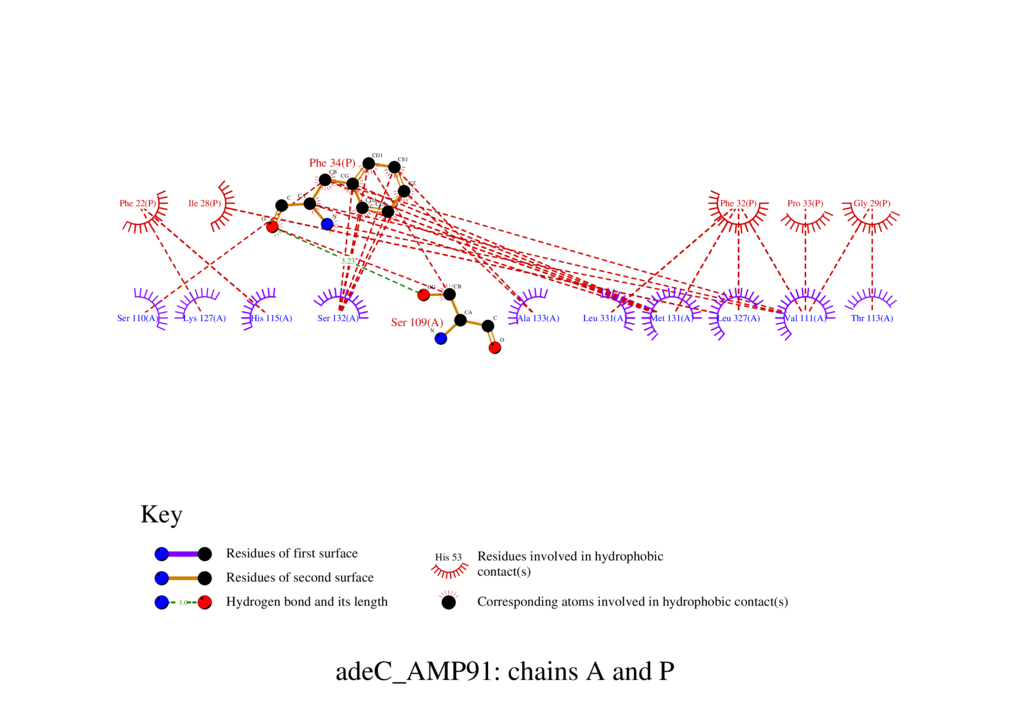 CD1
CE1
Phe 34(P)
CB
CG
CZ
Phe 22(P)
Ile 28(P)
C
Phe 32(P)
Pro 33(P)
Gly 29(P)
O
N
3.23
CB
Ser 110(A)
Lys 127(A)
His 115(A)
Ser 132(A)
Ser 109(A)
CA
C
Ala 133(A)
Leu 331(A)
Met 131(A)
Leu 327(A)
Val 111(A)
Thr 113(A)
N
O
Key
Residues of first surface
Residues of second surface
Hydrogen bond and its length
3.0
His 53
Residues involved in hydrophobic
contact(s)
Corresponding atoms involved in hydrophobic contact(s)
adeC_AMP91: chains A and P